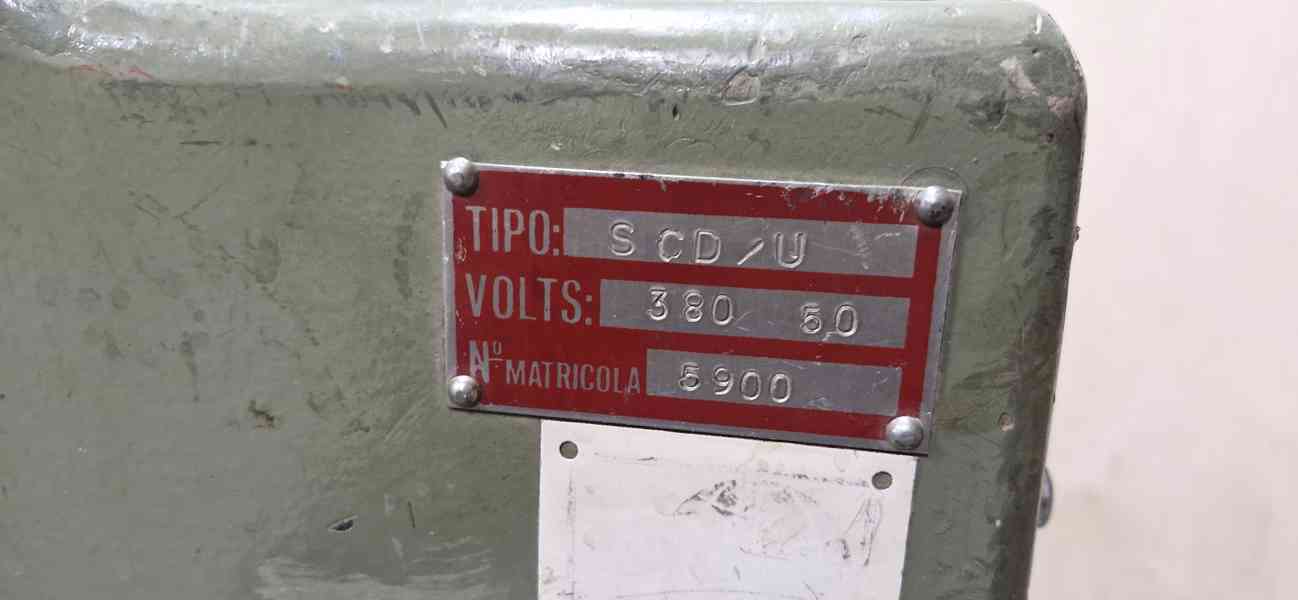 TIPO: SCD/U
VOLTS: 380 50
Nº MATRICOLA 5900